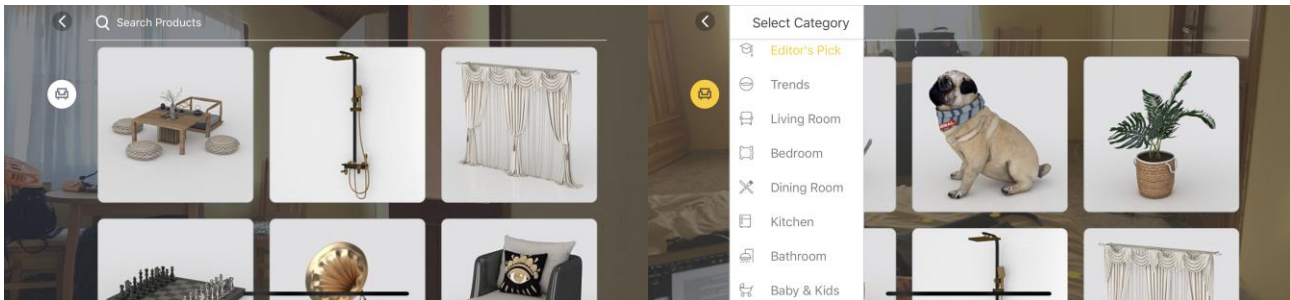 Search Products
Select Category
Editor's Pick
Trends
Living Room
Bedroom
Dining Room
Kitchen
Bathroom
Baby & Kids